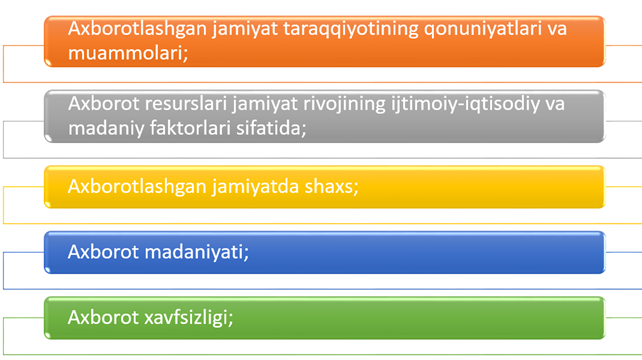 Axborotlashgan jamiyat taraqqiyotining qonuniyatlari va
muammolari;
Axborot resurslari jamiyat rivojining ijtimoiy-iqtisodiy va
madaniy faktorlari sifatida;
Axborotlashgan jamiyatda shaxs;
Axborot madaniyati;
Axborot xavfsizligi;